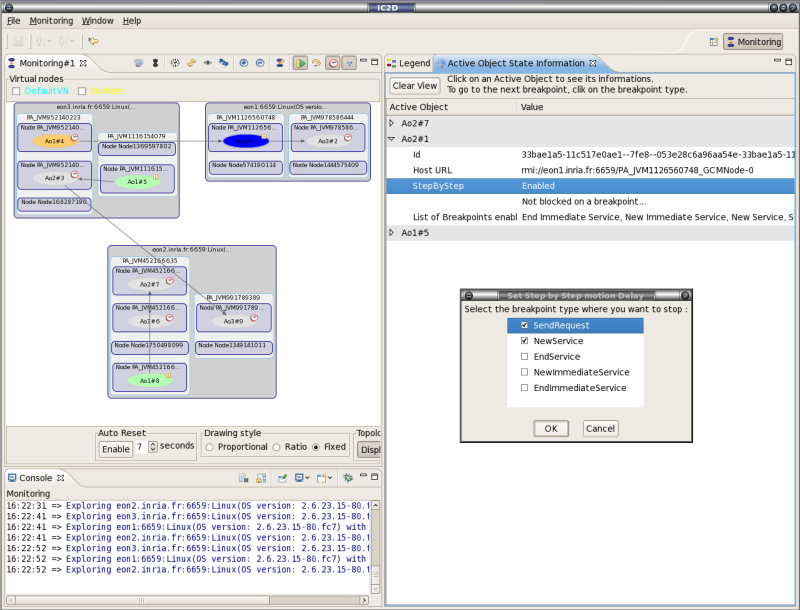 IC2D
File Monitoring Window Help
Monitoring
Monitoring#1
Virtual nodes
DefaultVN
eon3.inria.fr:6659:Linux(...
PA_JVM952140223
Node PA_JVM952140...
Ao1#4
Node PA_JVM952140...
Ao2#3
Node168287190
PA_JVM1116154079
Node Node1369597802
Node PA_JVM11161S...
Ao1#5
eon1:6659:Linux(OS versio...
PA_JVM1126560748
Node PA_JVM112656...
Node Node574190114
PA_JVM978586444
Node PA_JVM978586...
Ao3#2
Node Node1444575409
eon2.inria.fr:6659:Linux(...
PA_JVM452166635
Node PA_JVM452166...
Ao2#7
Node PA_JVM452166...
Ao3#6
Node Node1750498099
Node PA_JVM452166...
Ao1#8
PA_JVM991789389
Node PA_JVM991789...
Ao3#9
Node Node1349141011
Auto Reset
Enable 7 seconds
Drawing style
Proportional Ratio Fixed
Topolo
Displ
Console
Monitoring
16:22:31 => Exploring eon2.inria.fr:6659:Linux(OS version: 2.6.23.15-80.f
16:22:41 => Exploring eon3.inria.fr:6659:Linux(OS version: 2.6.23.15-80.f
16:22:41 => Exploring eon1:6659:Linux(OS version: 2.6.23.15-80.fc7) with
16:22:41 => Exploring eon2.inria.fr:6659:Linux(OS version: 2.6.23.15-80.f
16:22:52 => Exploring eon3.inria.fr:6659:Linux(OS version: 2.6.23.15-80.f
16:22:52 => Exploring eon1:6659:Linux(OS version: 2.6.23.15-80.fc7) with
16:22:52 => Exploring eon2.inria.fr:6659:Linux(OS version: 2.6.23.15-80.f
Legend Active Object State Information
Clear View
Click on an Active Object to see its informations.
To go to the next breakpoint, clik on the breakpoint type.
Active Object Value
Ao2#7
Ao2#1
Id 33bae1a5-11c517e0ae1--7fe8--053e28c6a96aa54e-33bae1a5-11
Host URL rmi://eon1.inria.fr:6659/PA_JVM1126560748_GCMNode-0
StepByStep Enabled
Not blocked on a breakpoint...
List of Breakpoints enabl End Immediate Service, New Immediate Service, New Service, S
Ao1#5
Set Step by Step motion Delay
Select the breakpoint type where you want to stop :
SendRequest
NewService
EndService
NewImmediateService
EndImmediateService
OK Cancel